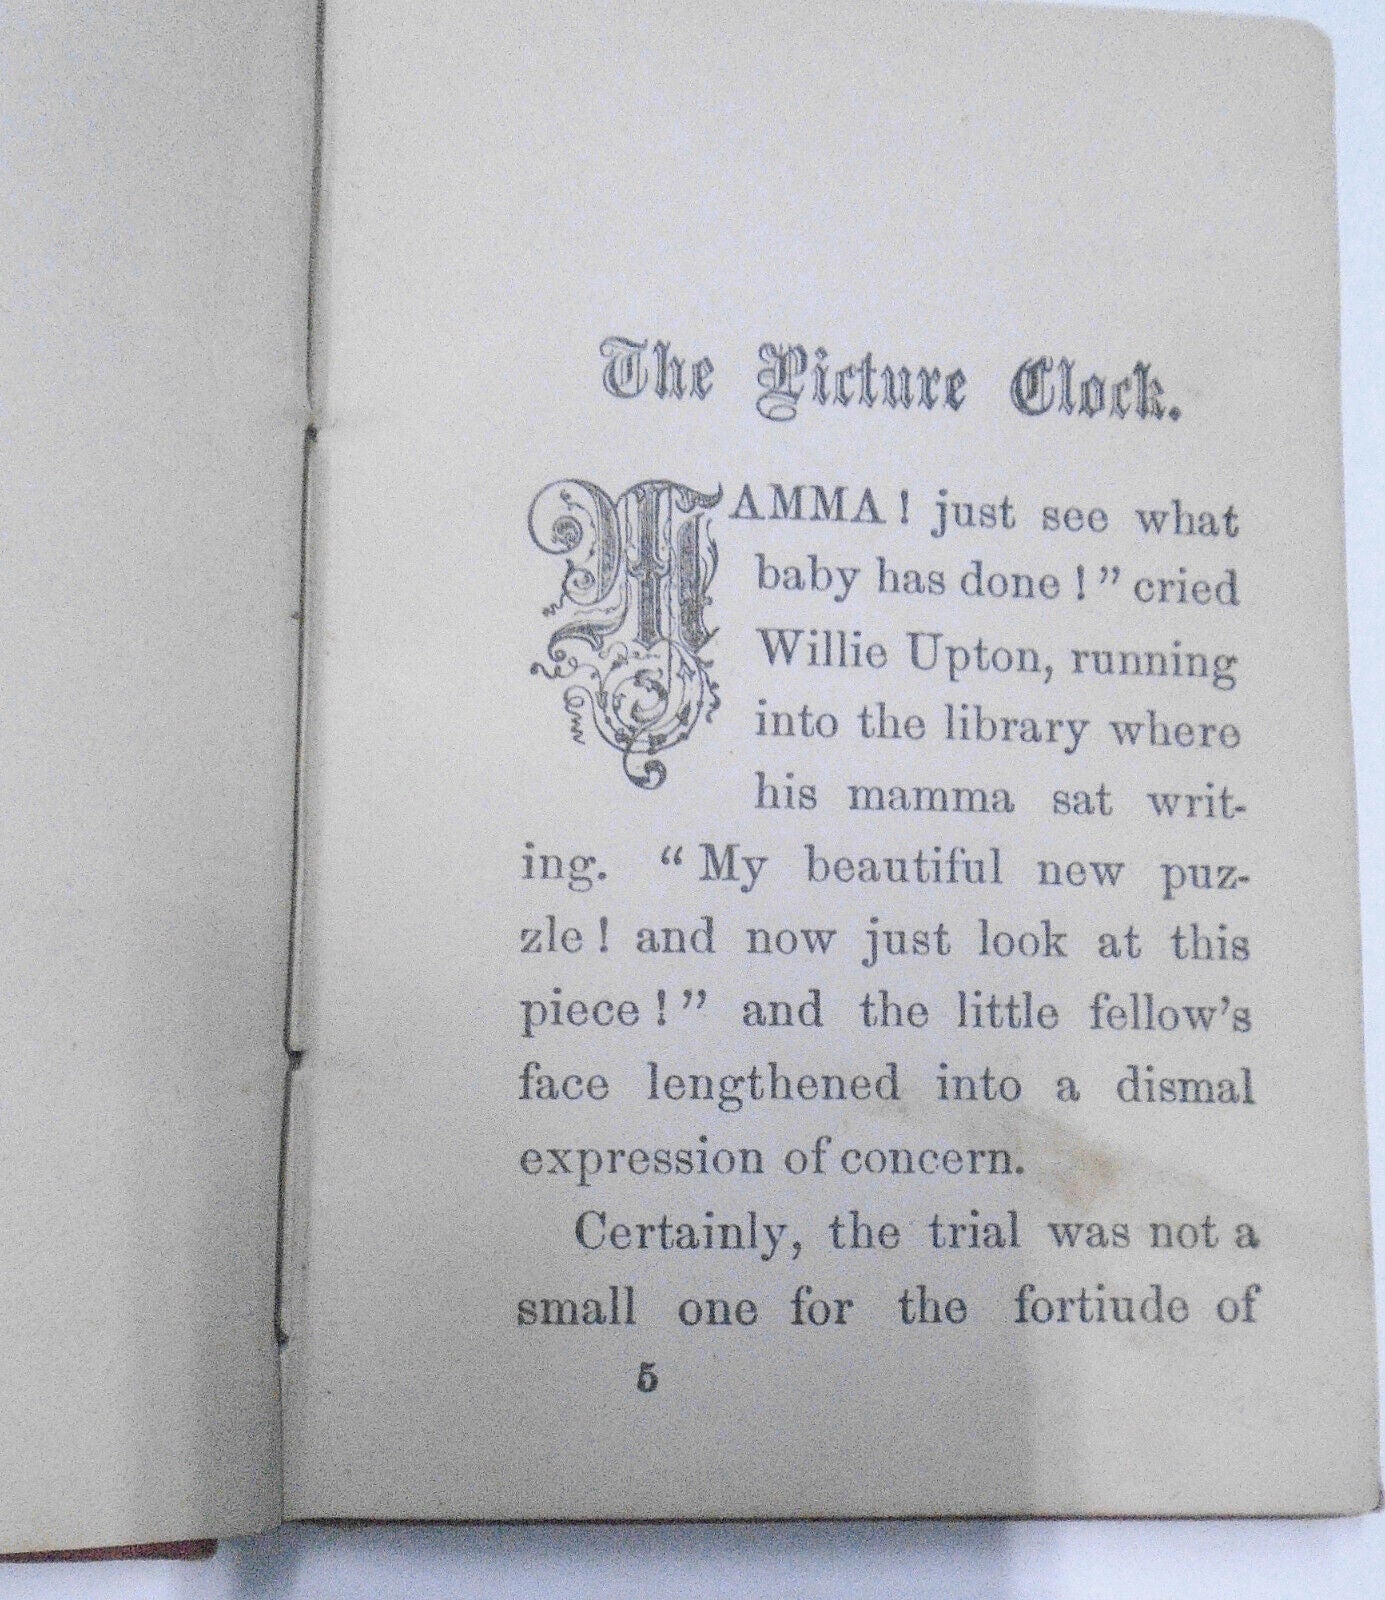 The Picture Clock.
MAMMA! just see what
baby has done!" cried
Willie Upton, running
into the library where
his mamma sat writ-
ing. "My beautiful new puz-
zle! and now just look at this
piece!" and the little fellow's
face lengthened into a dismal
expression of concern.
Certainly, the trial was not a
small one for the fortiude of
5